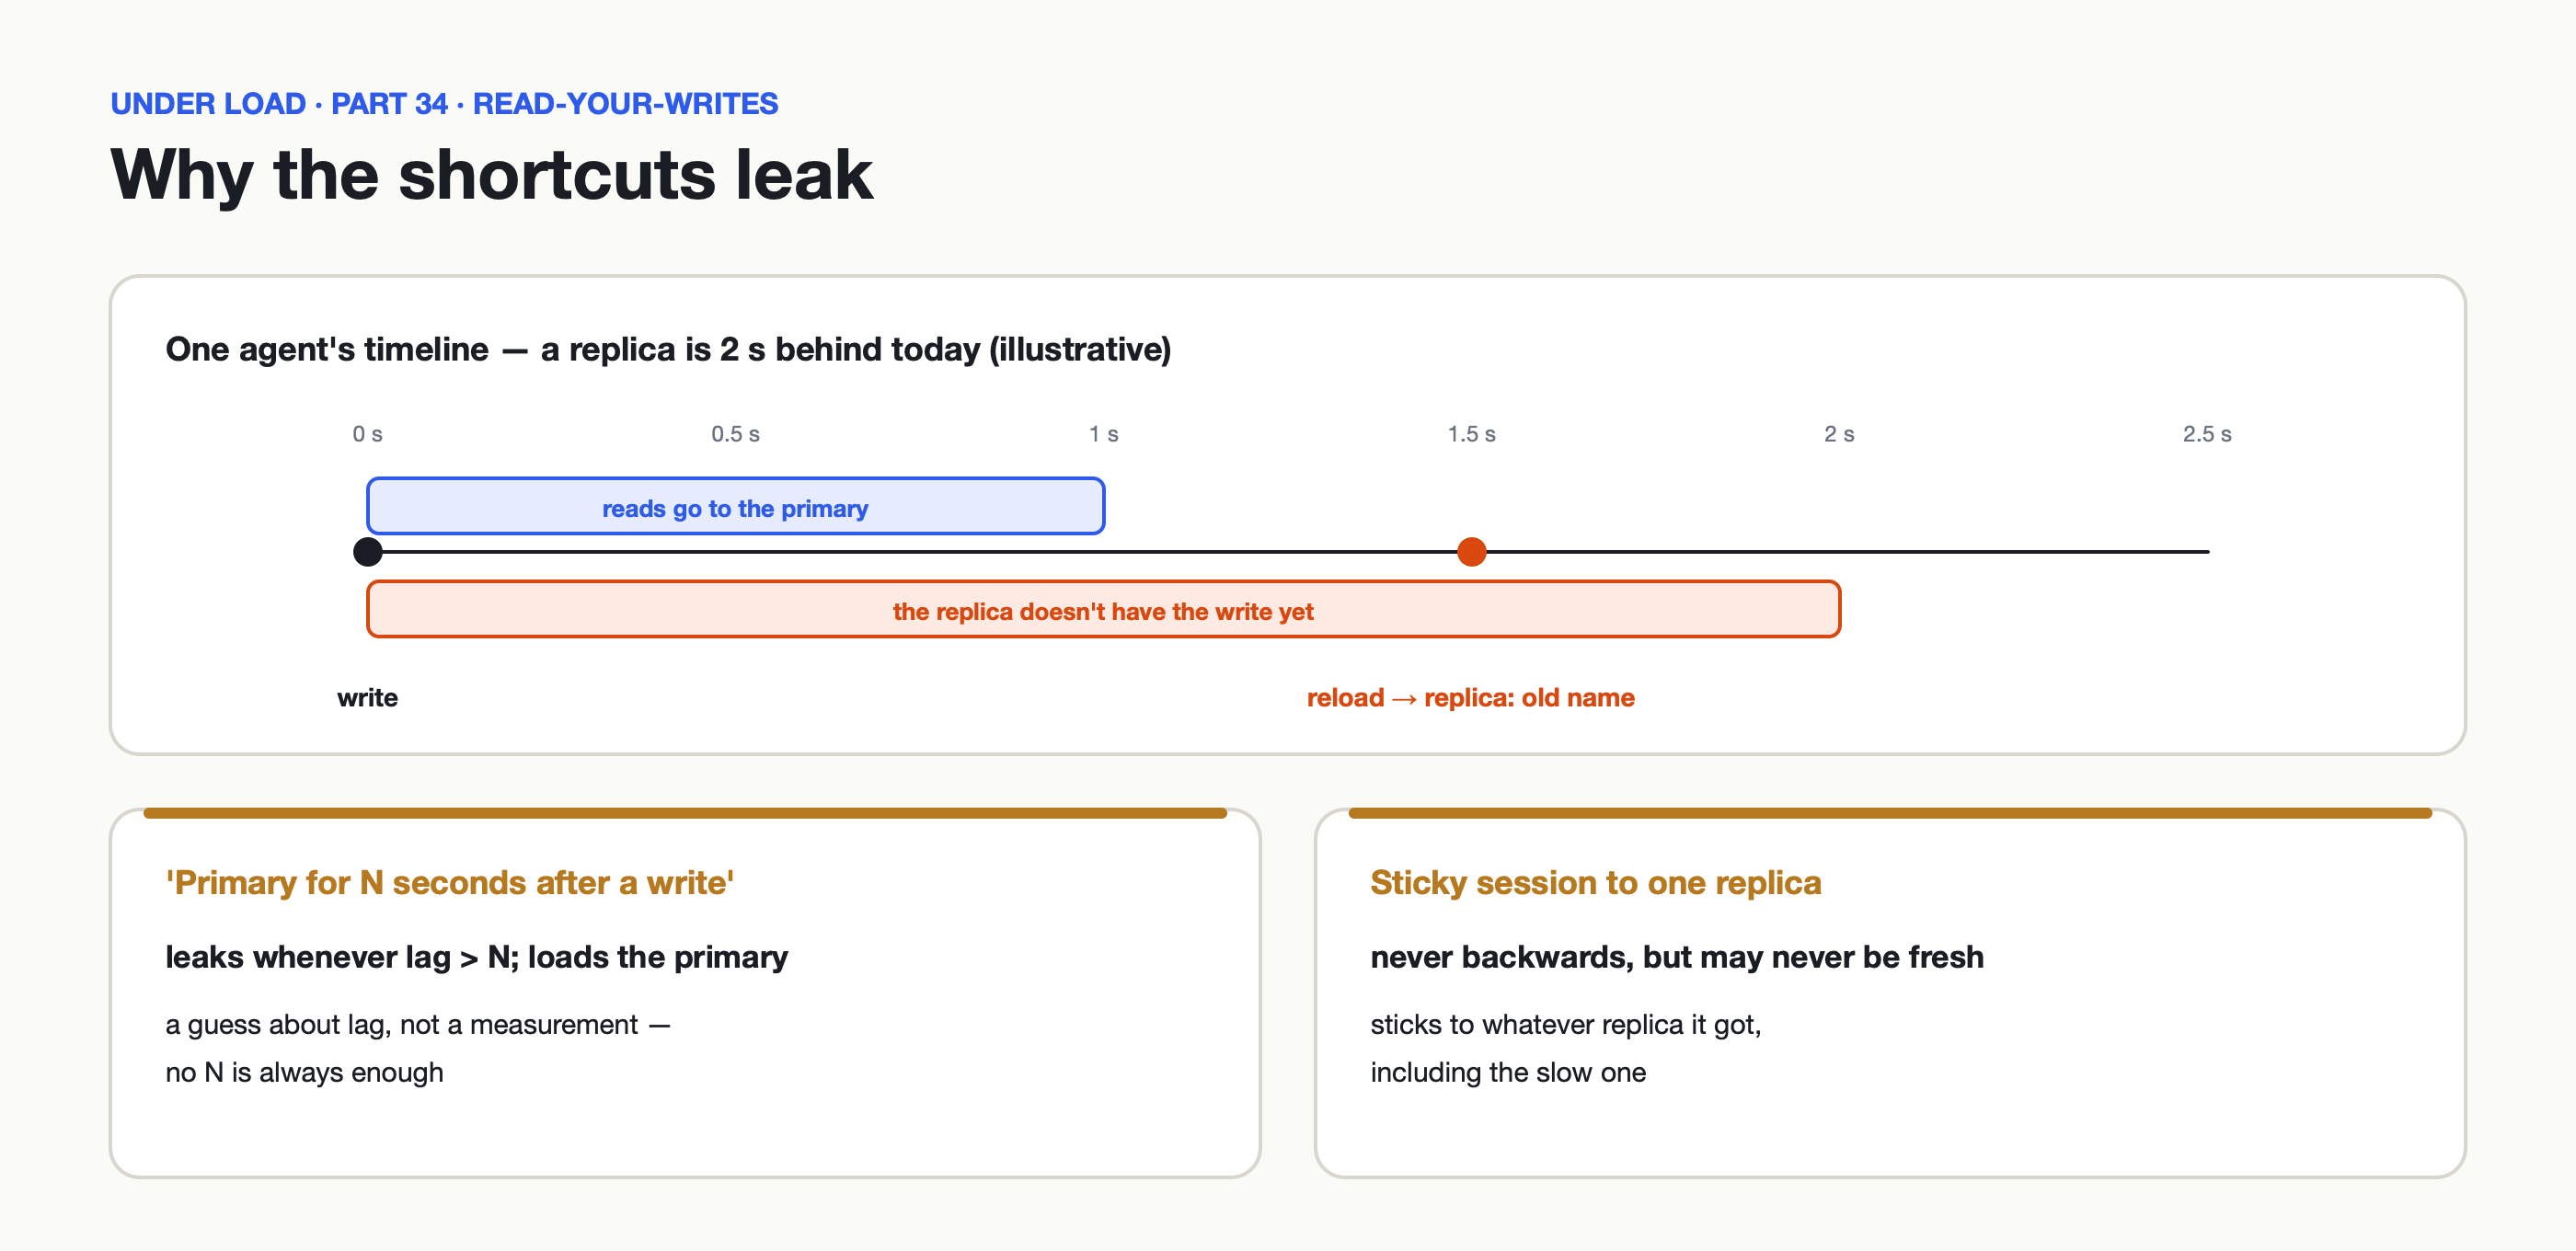 UNDER LOAD · PART 34 · READ-YOUR-WRITES
Why the shortcuts leak
One agent's timeline — a replica is 2 s behind today (illustrative)
0 s 0.5 s 1 s 1.5 s 2 s 2.5 s
reads go to the primary
the replica doesn't have the write yet
write reload → replica: old name
'Primary for N seconds after a write'
leaks whenever lag > N; loads the primary
a guess about lag, not a measurement —
no N is always enough
Sticky session to one replica
never backwards, but may never be fresh
sticks to whatever replica it got,
including the slow one